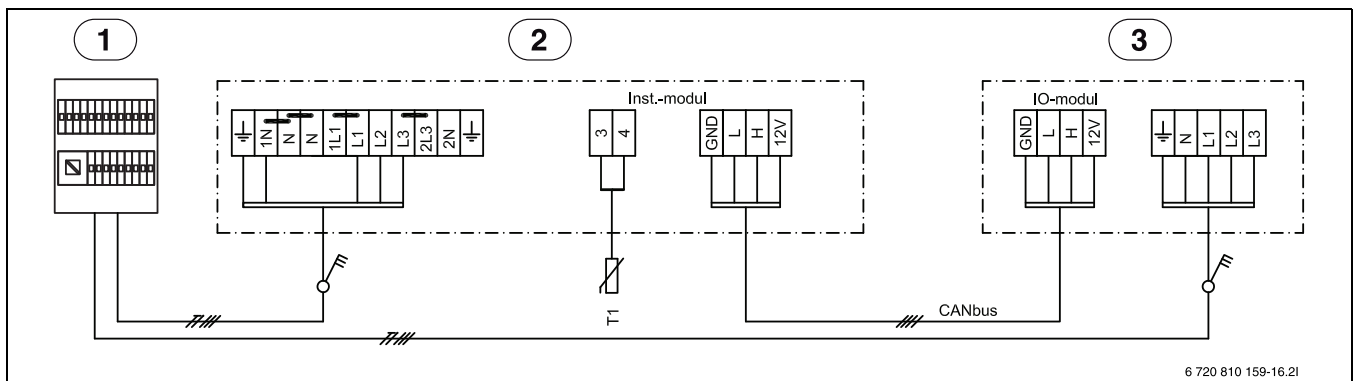 1
2
3
Inst.-modul
IO-modul
1N
N
N
1L1
L1
L2
L3
2L3
2N
3
4
GND
L
H
12V
GND
L
H
12V
N
L1
L2
L3
T1
CANbus
6 720 810 159-16.2I